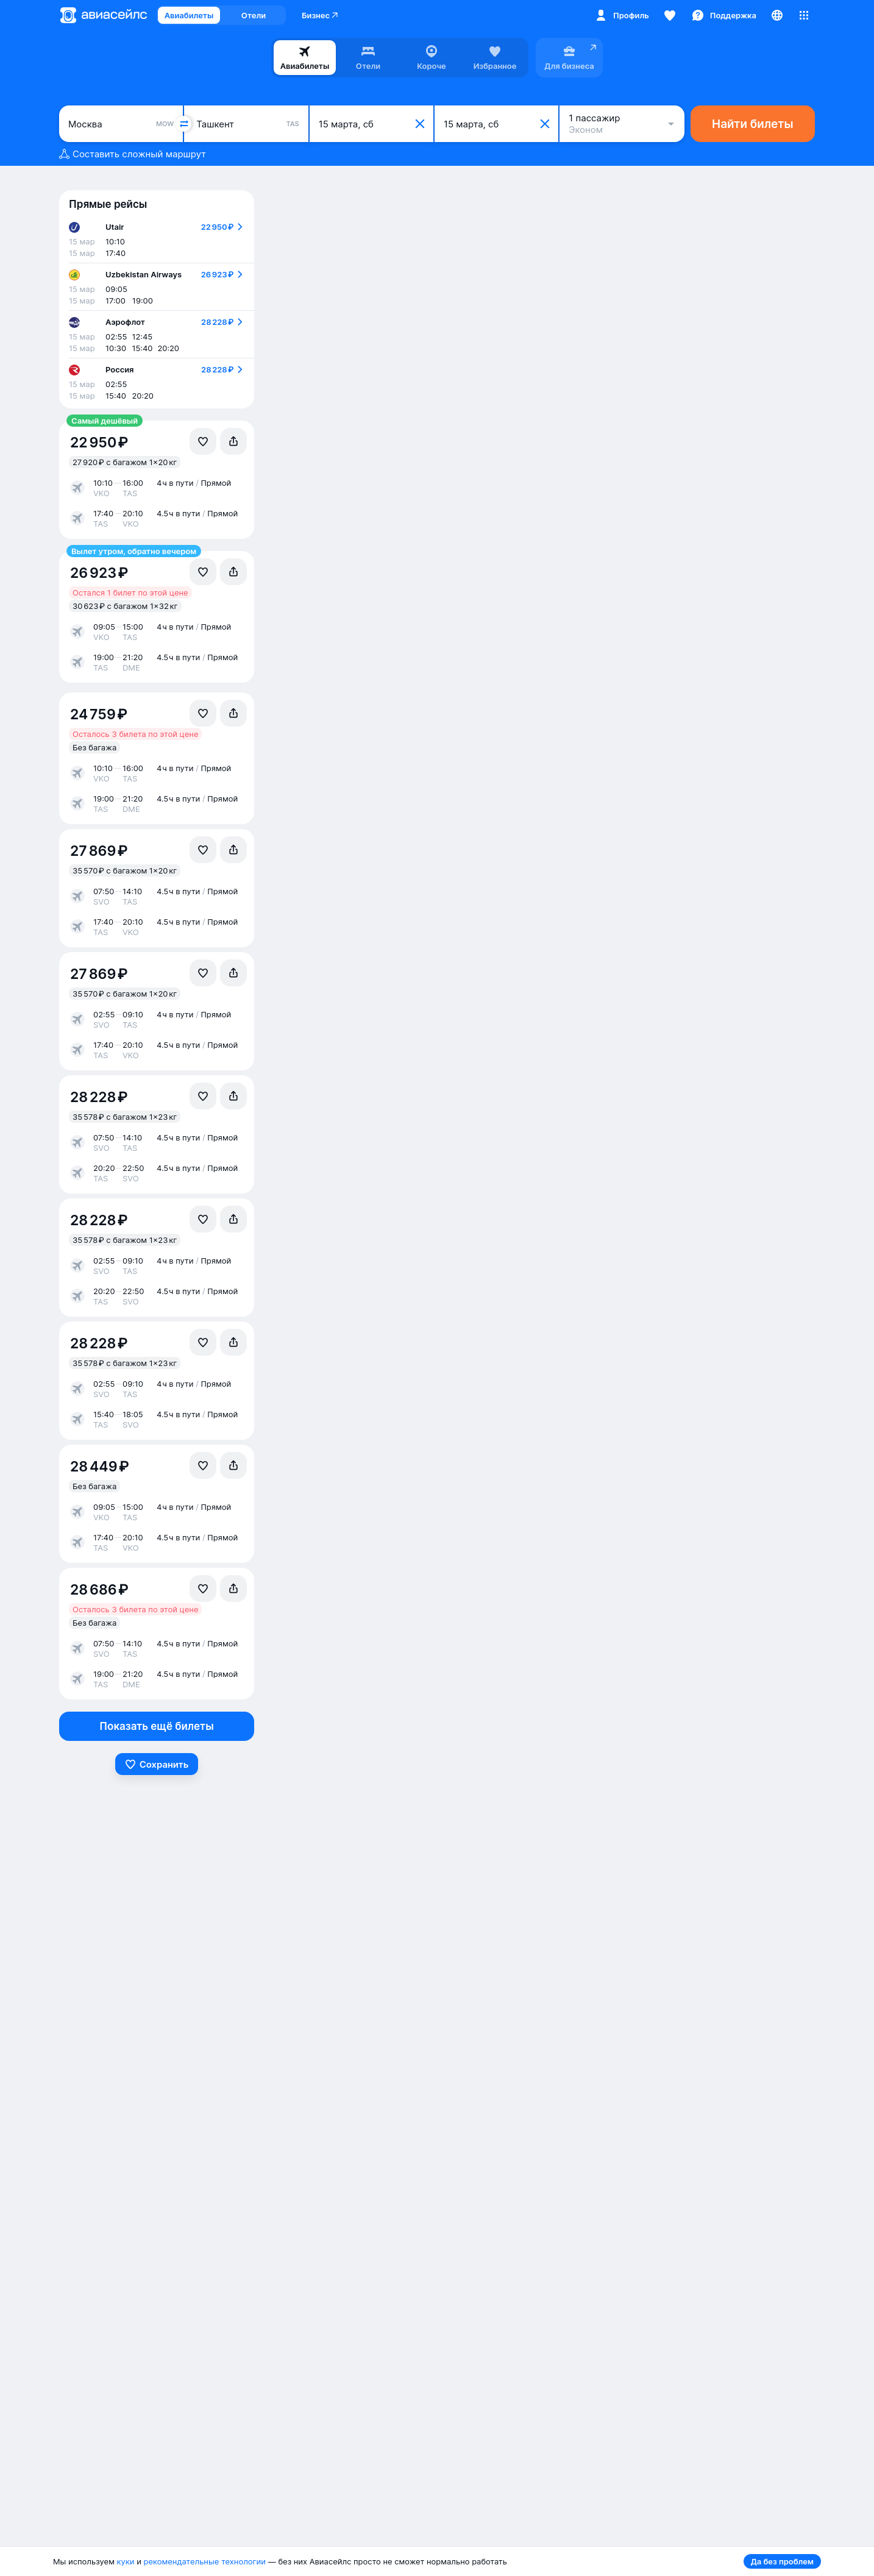 авиасейлс Авиабилеты Отели Бизнес Профиль Поддержка
Авиабилеты Отели Короче Избранное Для бизнеса
Москва MOW Ташкент TAS 15 марта, сб 15 марта, сб 1 пассажир
Эконом
Найти билеты
Составить сложный маршрут
Прямые рейсы
Utair 22 950 ₽
15 мар 10:10
15 мар 17:40
Uzbekistan Airways 26 923 ₽
15 мар 09:05
15 мар 17:00 19:00
Аэрофлот 28 228 ₽
15 мар 02:55 12:45
15 мар 10:30 15:40 20:20
Россия 28 228 ₽
15 мар 02:55
15 мар 15:40 20:20
Самый дешёвый
22 950 ₽
27 920 ₽ с багажом 1×20 кг
10:10 16:00 4ч в пути / Прямой
VKO TAS
17:40 20:10 4.5ч в пути / Прямой
TAS VKO
Вылет утром, обратно вечером
26 923 ₽
Остался 1 билет по этой цене
30 623 ₽ с багажом 1×32 кг
09:05 15:00 4ч в пути / Прямой
VKO TAS
19:00 21:20 4.5ч в пути / Прямой
TAS DME
24 759 ₽
Осталось 3 билета по этой цене
Без багажа
10:10 16:00 4ч в пути / Прямой
VKO TAS
19:00 21:20 4.5ч в пути / Прямой
TAS DME
27 869 ₽
35 570 ₽ с багажом 1×20 кг
07:50 14:10 4.5ч в пути / Прямой
SVO TAS
17:40 20:10 4.5ч в пути / Прямой
TAS VKO
27 869 ₽
35 570 ₽ с багажом 1×20 кг
02:55 09:10 4ч в пути / Прямой
SVO TAS
17:40 20:10 4.5ч в пути / Прямой
TAS VKO
28 228 ₽
35 578 ₽ с багажом 1×23 кг
07:50 14:10 4.5ч в пути / Прямой
SVO TAS
20:20 22:50 4.5ч в пути / Прямой
TAS SVO
28 228 ₽
35 578 ₽ с багажом 1×23 кг
02:55 09:10 4ч в пути / Прямой
SVO TAS
20:20 22:50 4.5ч в пути / Прямой
TAS SVO
28 228 ₽
35 578 ₽ с багажом 1×23 кг
02:55 09:10 4ч в пути / Прямой
SVO TAS
15:40 18:05 4.5ч в пути / Прямой
TAS SVO
28 449 ₽
Без багажа
09:05 15:00 4ч в пути / Прямой
VKO TAS
17:40 20:10 4.5ч в пути / Прямой
TAS VKO
28 686 ₽
Осталось 3 билета по этой цене
Без багажа
07:50 14:10 4.5ч в пути / Прямой
SVO TAS
19:00 21:20 4.5ч в пути / Прямой
TAS DME
Показать ещё билеты
Сохранить
Мы используем куки и рекомендательные технологии — без них Авиасейлс просто не сможет нормально работать Да без проблем